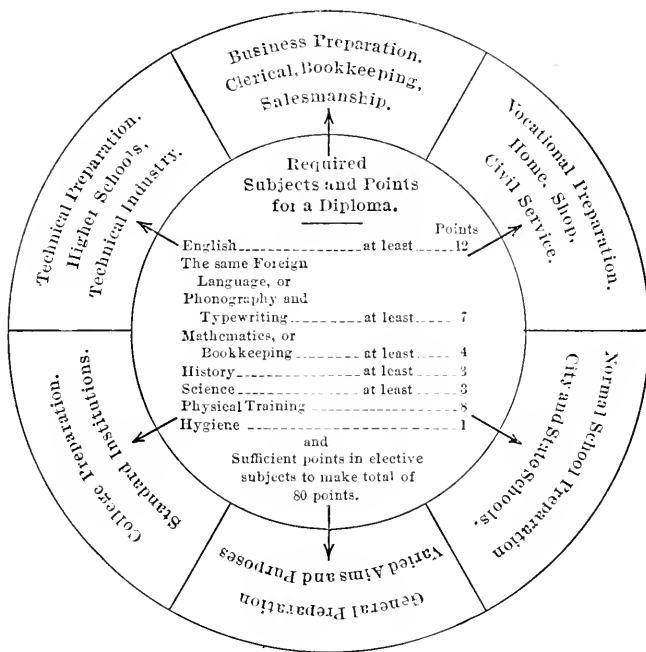 Business Preparation.
Clerical, Bookkeeping,
Salesmanship.
Vocational Preparation.
Home, Shop,
Civil Service.
Normal School Preparation
City and State Schools.
General Preparation
Varied Aims and Purposes
College Preparation.
Standard Institutions.
Technical Preparation.
Higher Schools,
Technical Industry.
Required
Subjects and Points
for a Diploma.
Points
English at least 12
The same Foreign
Language, or
Phonography and
Typewriting at least 7
Mathematics, or
Bookkeeping at least 4
History at least 3
Science at least 3
Physical Training 8
Hygiene 1
and
Sufficient points in elective
subjects to make total of
80 points.